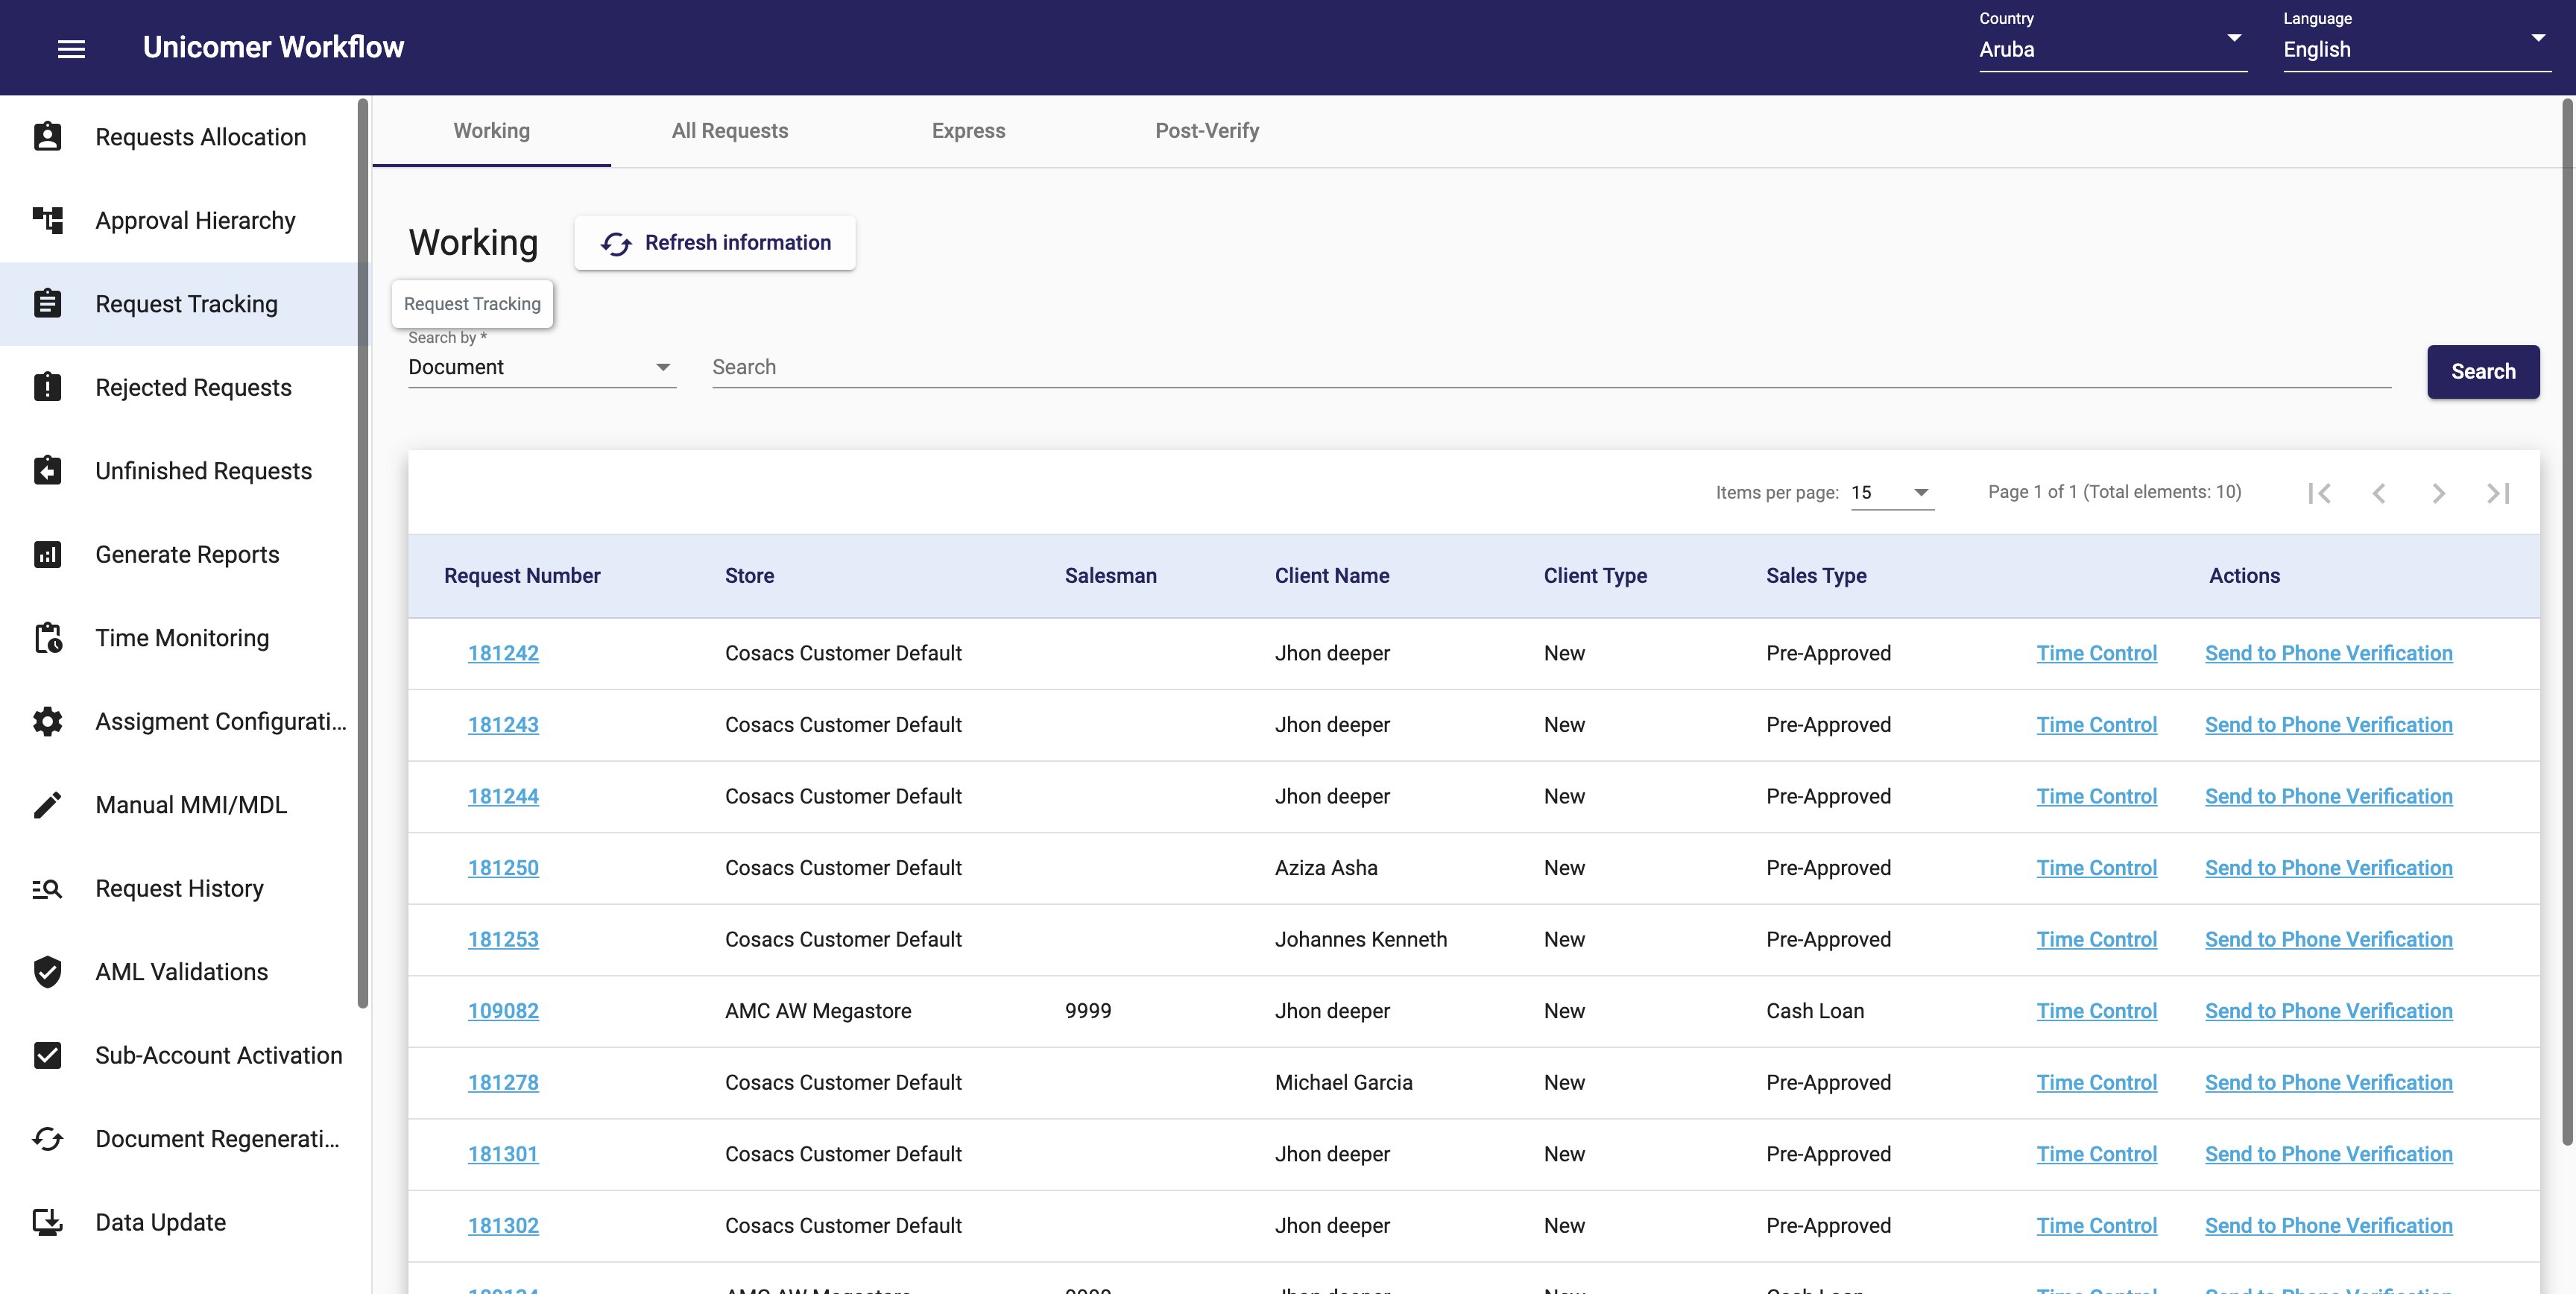 Unicomer Workflow
Country
Aruba
Language
English
Requests Allocation
Approval Hierarchy
Request Tracking
Rejected Requests
Unfinished Requests
Generate Reports
Time Monitoring
Assigment Configurati...
Manual MMI/MDL
Request History
AML Validations
Sub-Account Activation
Document Regenerati...
Data Update
Working All Requests Express Post-Verify
Working
Refresh information
Request Tracking
Search by *
Document
Search
Search
Items per page: 15 Page 1 of 1 (Total elements: 10)
Request Number Store Salesman Client Name Client Type Sales Type Actions
181242 Cosacs Customer Default Jhon deeper New Pre-Approved Time Control Send to Phone Verification
181243 Cosacs Customer Default Jhon deeper New Pre-Approved Time Control Send to Phone Verification
181244 Cosacs Customer Default Jhon deeper New Pre-Approved Time Control Send to Phone Verification
181250 Cosacs Customer Default Aziza Asha New Pre-Approved Time Control Send to Phone Verification
181253 Cosacs Customer Default Johannes Kenneth New Pre-Approved Time Control Send to Phone Verification
109082 AMC AW Megastore 9999 Jhon deeper New Cash Loan Time Control Send to Phone Verification
181278 Cosacs Customer Default Michael Garcia New Pre-Approved Time Control Send to Phone Verification
181301 Cosacs Customer Default Jhon deeper New Pre-Approved Time Control Send to Phone Verification
181302 Cosacs Customer Default Jhon deeper New Pre-Approved Time Control Send to Phone Verification